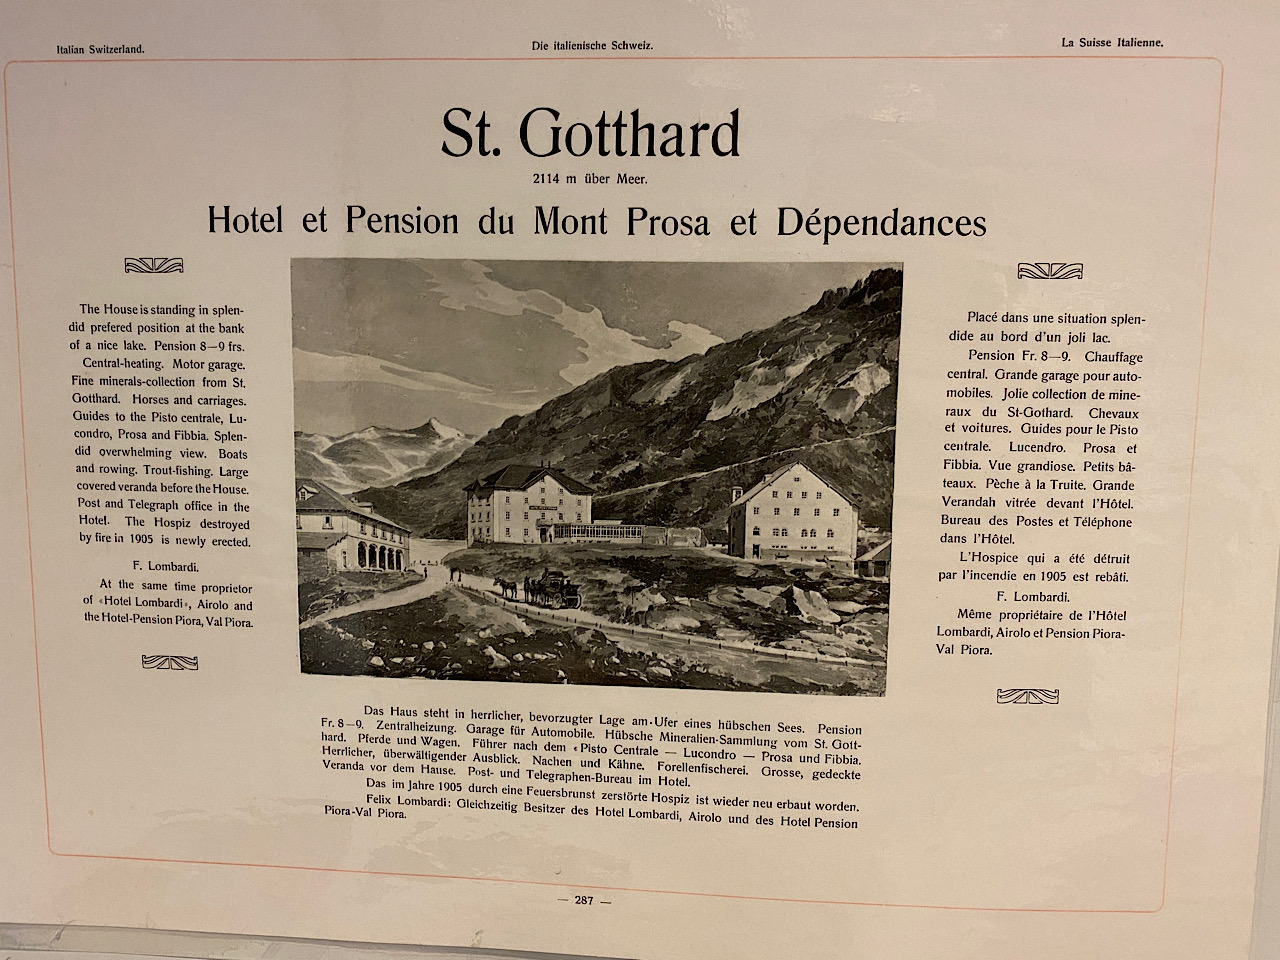 Italian Switzerland.
Die italienische Schweiz.
La Suisse Italienne.
St. Gotthard
2114 m über Meer.
Hotel et Pension du Mont Prosa et Dépendances
The House is standing in splen-
did prefered position at the bank
of a nice lake. Pension 8—9 frs.
Central-heating. Motor garage.
Fine minerals-collection from St.
Gotthard. Horses and carriages.
Guides to the Pisto centrale, Lu-
condro, Prosa and Fibbia. Splen-
did overwhelming view. Boats
and rowing. Trout-fishing. Large
covered veranda before the House.
Post and Telegraph office in the
Hotel. The Hospiz destroyed
by fire in 1905 is newly erected.
F. Lombardi.
At the same time proprietor
of «Hotel Lombardi», Airolo and
the Hotel-Pension Piora, Val Piora.
Placé dans une situation splen-
dide au bord d'un joli lac.
Pension Fr. 8—9. Chauffage
central. Grande garage pour auto-
mobiles. Jolie collection de mine-
raux du St-Gothard. Chevaux
et voitures. Guides pour le Pisto
centrale. Lucendro. Prosa et
Fibbia. Vue grandiose. Petits bâ-
teaux. Pèche à la Truite. Grande
Verandah vitrée devant l'Hôtel.
Bureau des Postes et Téléphone
dans l'Hôtel.
L'Hospice qui a été détruit
par l'incendie en 1905 est rebâti.
F. Lombardi.
Même propriétaire de l'Hôtel
Lombardi, Airolo et Pension Piora-
Val Piora.
Das Haus steht in herrlicher, bevorzugter Lage am Ufer eines hübschen Sees. Pension
Fr. 8—9. Zentralheizung. Garage für Automobile. Hübsche Mineralien-Sammlung vom St. Gott-
hard. Pferde und Wagen. Führer nach dem «Pisto Centrale — Lucondro — Prosa und Fibbia.
Herrlicher, überwältigender Ausblick. Nachen und Kähne. Forellenfischerei. Grosse, gedeckte
Veranda vor dem Hause. Post- und Telegraphen-Bureau im Hotel.
Das im Jahre 1905 durch eine Feuersbrunst zerstörte Hospiz ist wieder neu erbaut worden.
Felix Lombardi: Gleichzeitig Besitzer des Hotel Lombardi, Airolo und des Hotel Pension
Piora-Val Piora.
— 287 —